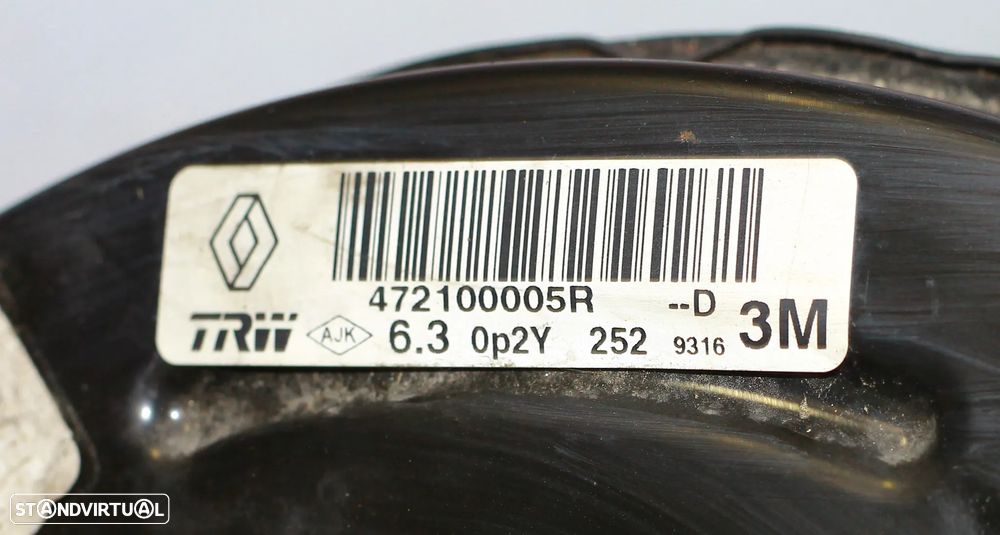 472100005R --D
TRW AJK 6.3 0p2Y 252 9316 3M
STANDVIRTUAL